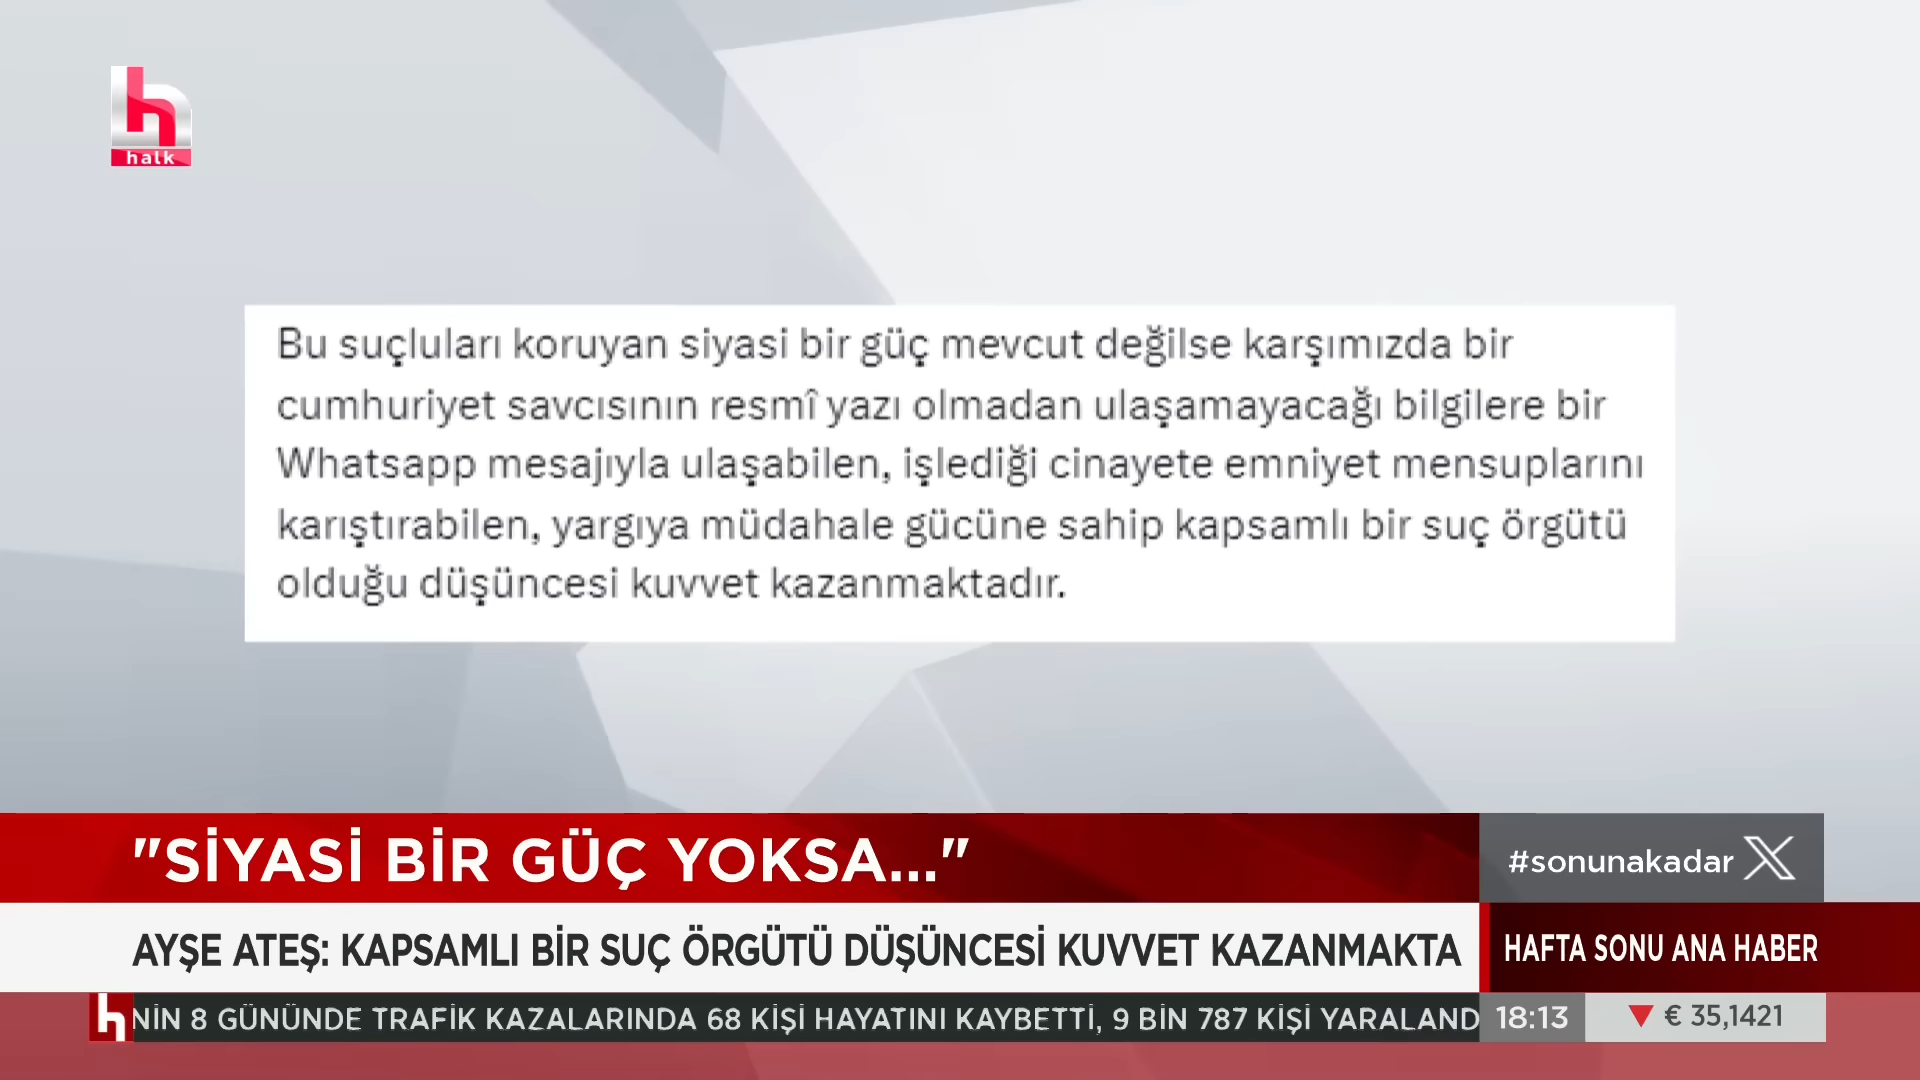 h
halk
Bu suçluları koruyan siyasi bir güç mevcut değilse karşımızda bir
cumhuriyet savcısının resmî yazı olmadan ulaşamayacağı bilgilere bir
Whatsapp mesajıyla ulaşabilen, işlediği cinayete emniyet mensuplarını
karıştırabilen, yargıya müdahale gücüne sahip kapsamlı bir suç örgütü
olduğu düşüncesi kuvvet kazanmaktadır.
"SİYASİ BİR GÜÇ YOKSA..."
#sonunakadar X
AYŞE ATEŞ: KAPSAMLI BİR SUÇ ÖRGÜTÜ DÜŞÜNCESİ KUVVET KAZANMAKTA
HAFTA SONU ANA HABER
h NİN 8 GÜNÜNDE TRAFİK KAZALARINDA 68 KİŞİ HAYATINI KAYBETTİ, 9 BİN 787 KİŞİ YARALAND
18:13
▼ € 35,1421